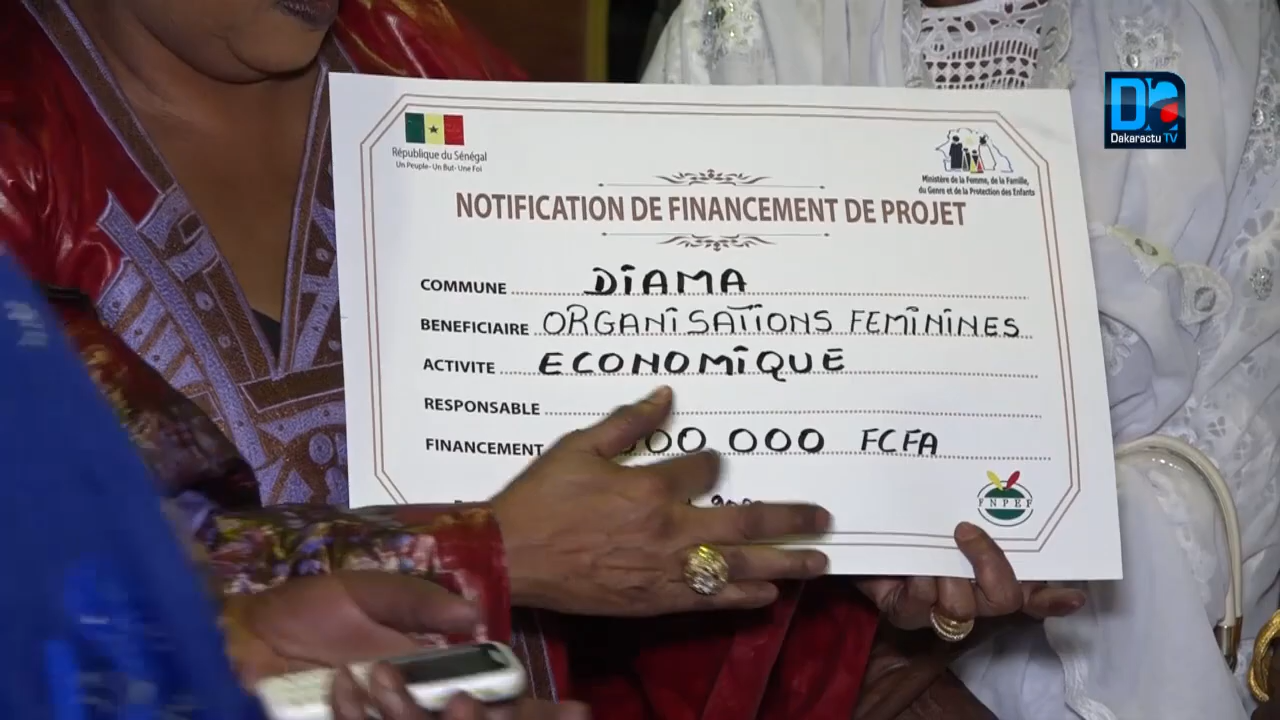 Dakaractu TV
République du Sénégal
Un Peuple - Un But - Une Foi
Ministère de la Femme, de la Famille,
du Genre et de la Protection des Enfants
NOTIFICATION DE FINANCEMENT DE PROJET
COMMUNE DIAMA
BENEFICIAIRE ORGANISATIONS FEMININES
ACTIVITE ECONOMIQUE
RESPONSABLE
FINANCEMENT 000 FCFA
FNPEF